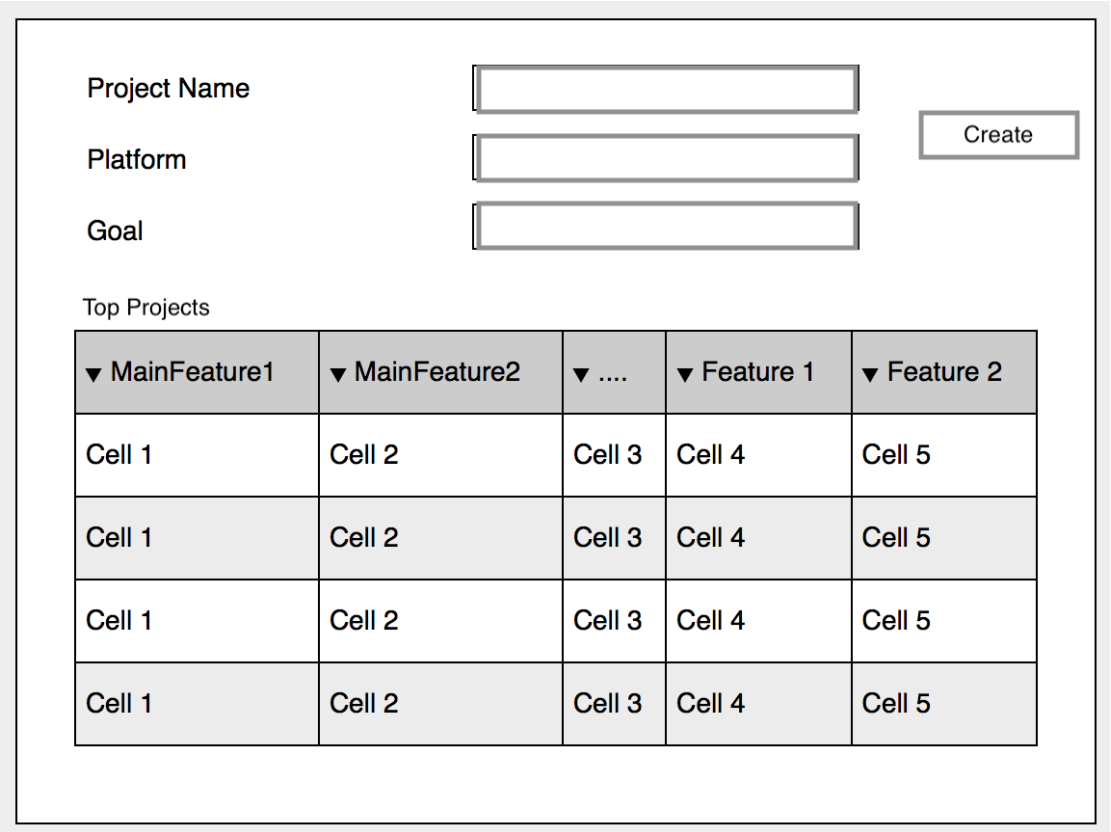 Project Name
Create
Platform
Goal
Top Projects
▼ MainFeature1 ▼ MainFeature2 ▼ .... ▼ Feature 1 ▼ Feature 2
Cell 1 Cell 2 Cell 3 Cell 4 Cell 5
Cell 1 Cell 2 Cell 3 Cell 4 Cell 5
Cell 1 Cell 2 Cell 3 Cell 4 Cell 5
Cell 1 Cell 2 Cell 3 Cell 4 Cell 5